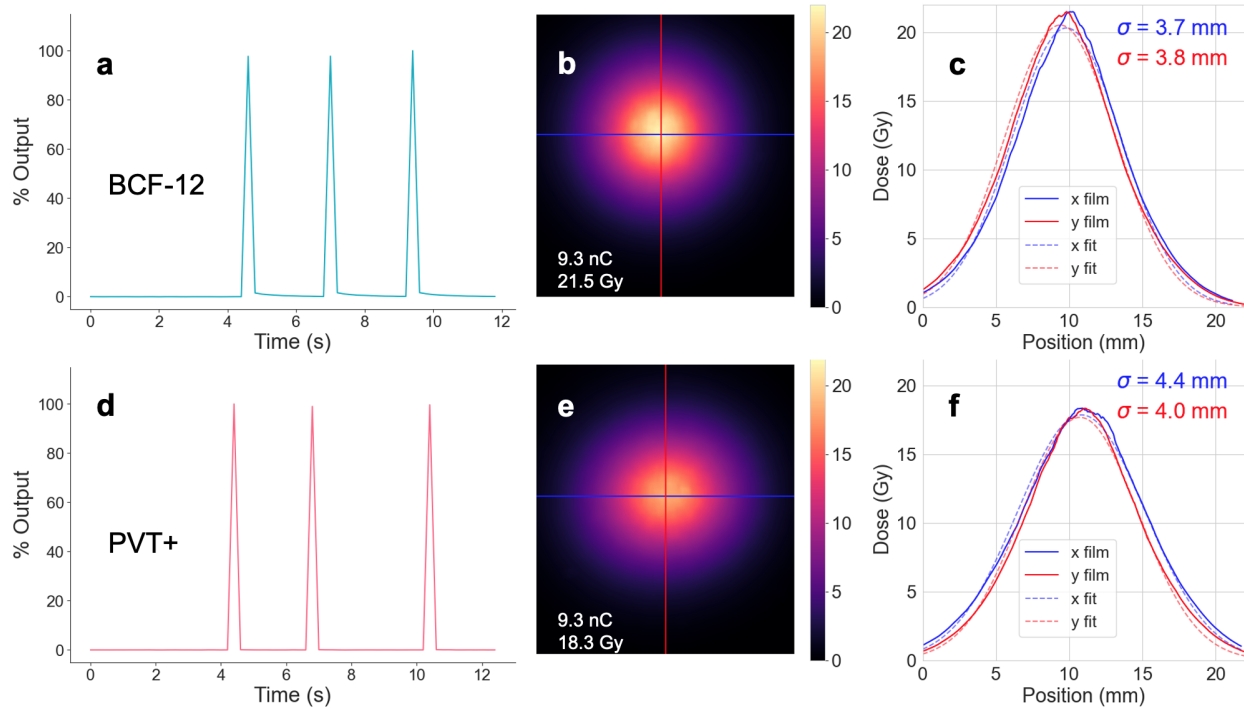 a
% Output
100
80
60
40
20
0
BCF-12
0
2
4
6
8
10
12
Time (s)
b
9.3 nC
21.5 Gy
20
15
10
5
0
c
σ = 3.7 mm
σ = 3.8 mm
Dose (Gy)
20
15
10
5
0
x film
y film
x fit
y fit
0
5
10
15
20
Position (mm)
d
% Output
100
80
60
40
20
0
PVT+
0
2
4
6
8
10
12
Time (s)
e
9.3 nC
18.3 Gy
20
15
10
5
0
f
σ = 4.4 mm
σ = 4.0 mm
Dose (Gy)
20
15
10
5
0
x film
y film
x fit
y fit
0
5
10
15
20
Position (mm)